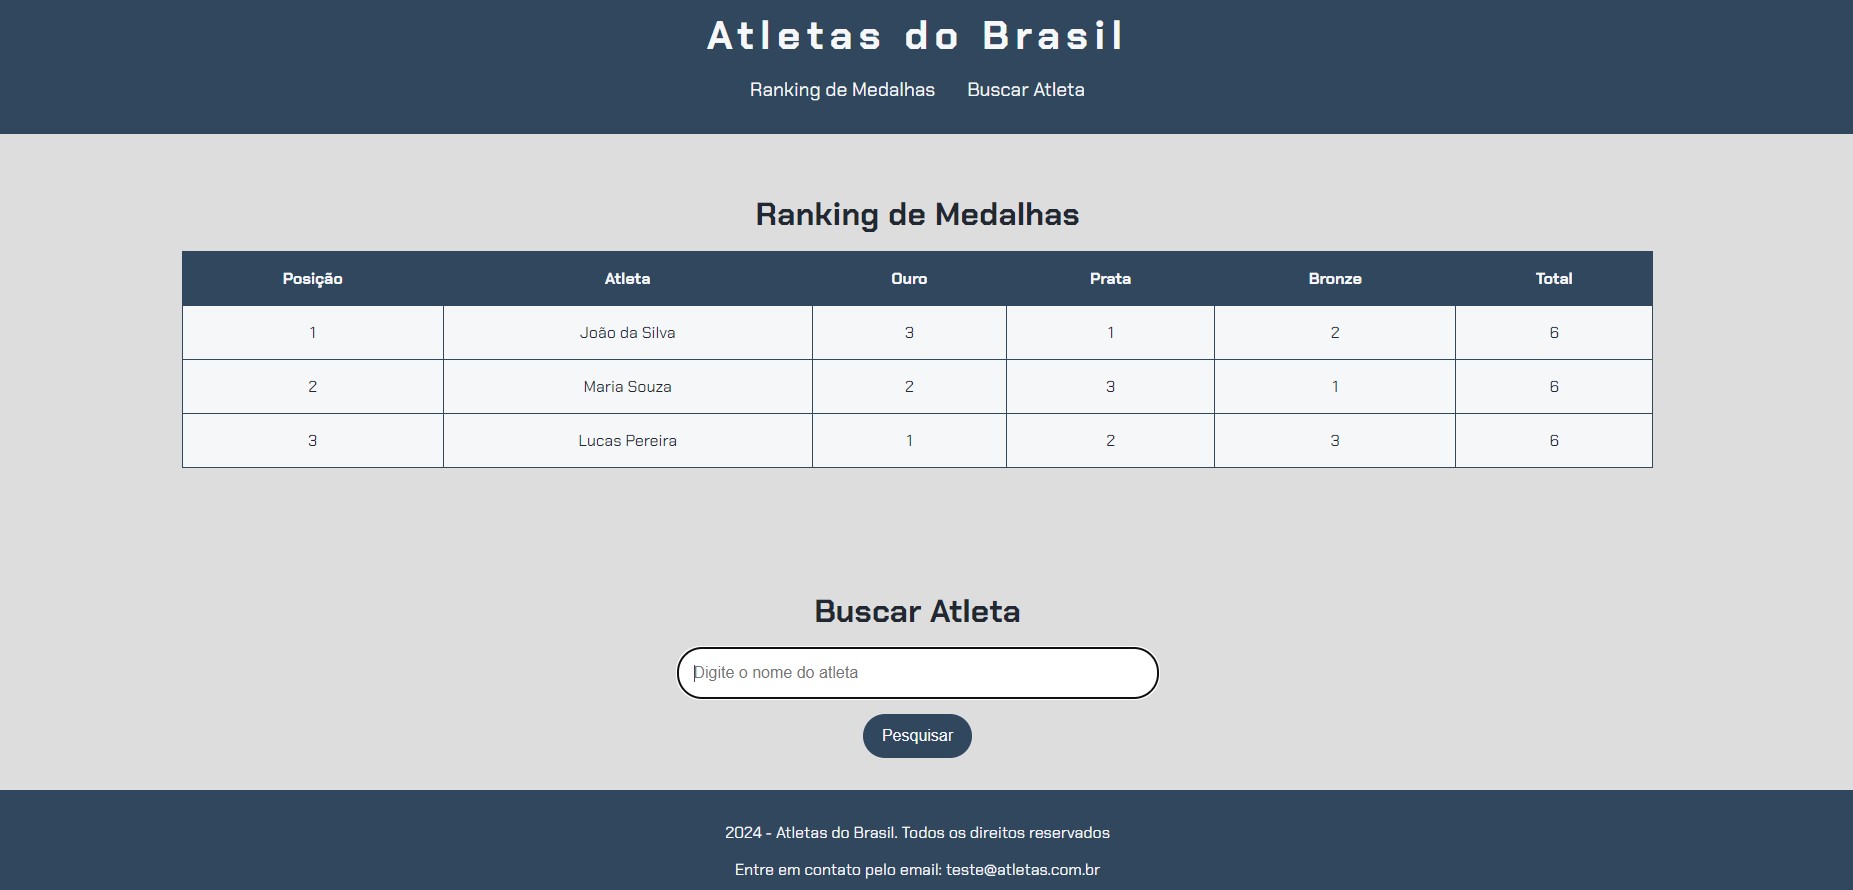 Atletas do Brasil
Ranking de Medalhas Buscar Atleta
Ranking de Medalhas
Posição Atleta Ouro Prata Bronze Total
1 João da Silva 3 1 2 6
2 Maria Souza 2 3 1 6
3 Lucas Pereira 1 2 3 6
Buscar Atleta
Digite o nome do atleta
Pesquisar
2024 - Atletas do Brasil. Todos os direitos reservados
Entre em contato pelo email: teste@atletas.com.br